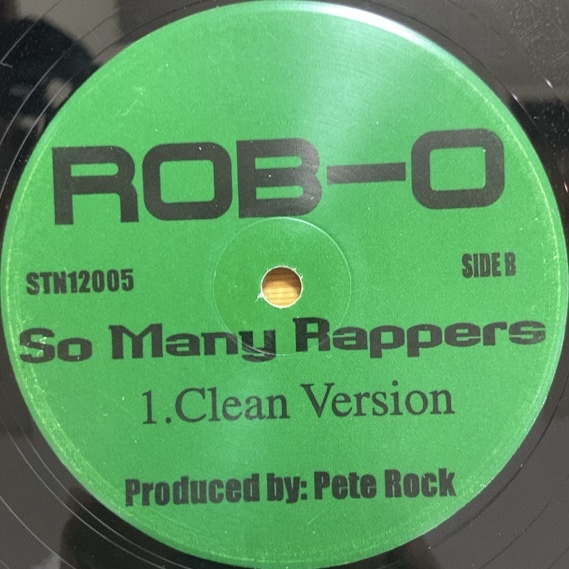 ROB-O
STN12005
SIDE B
So Many Rappers
1.Clean Version
Produced by: Pete Rock